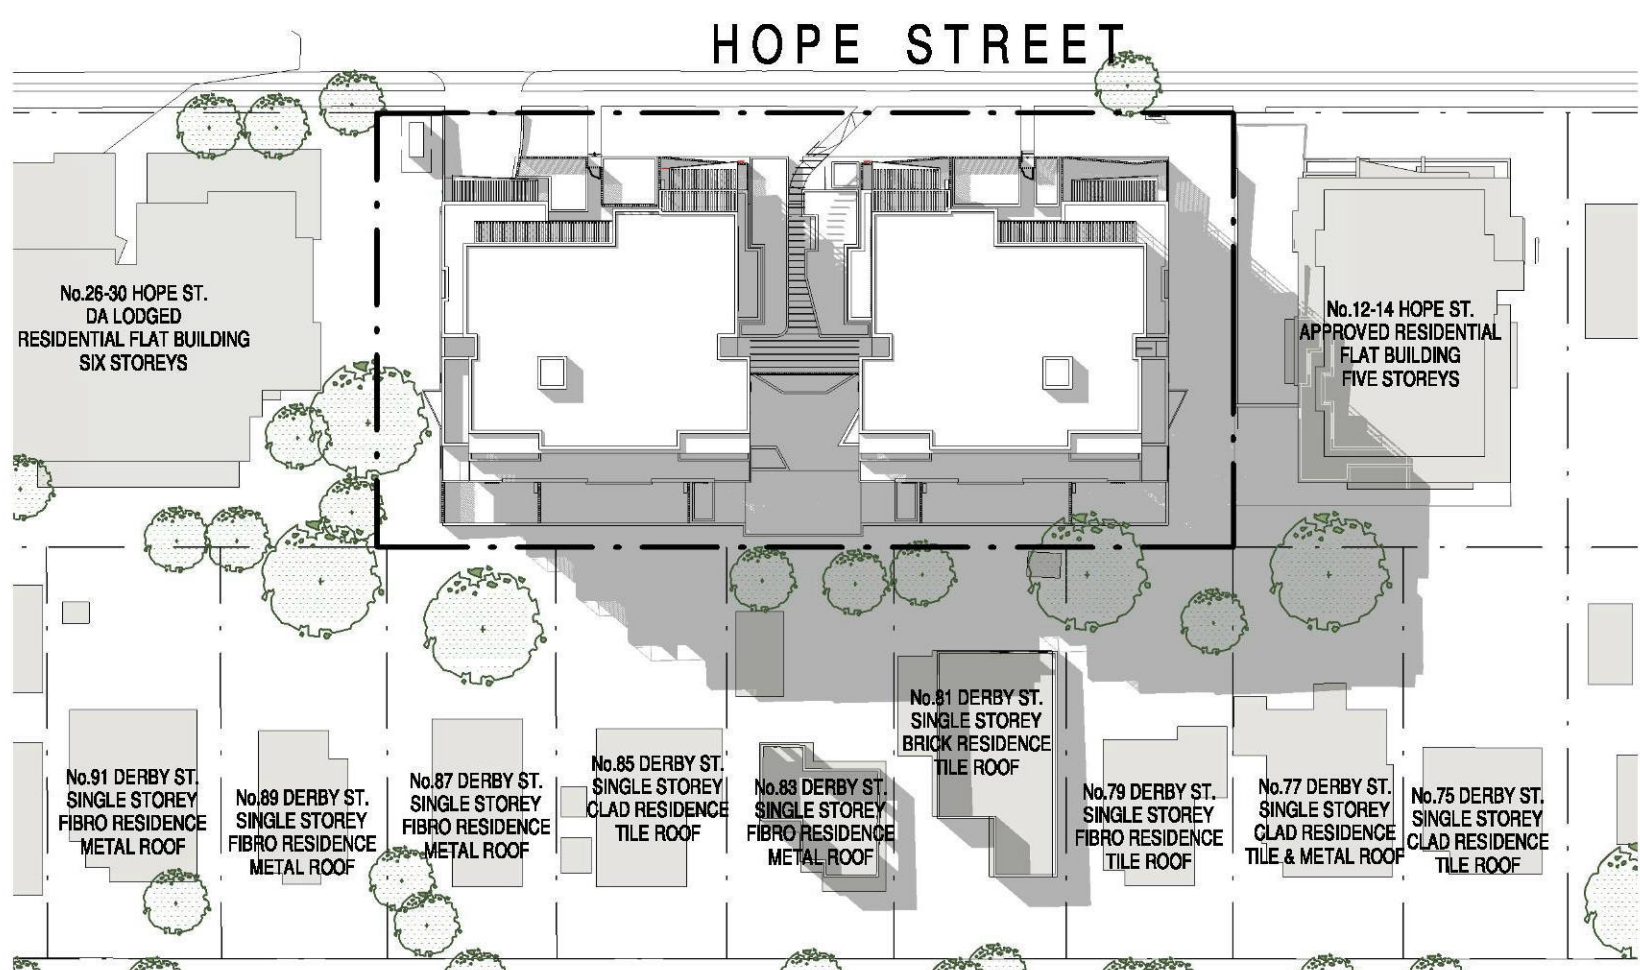 HOPE STREET
No.26-30 HOPE ST.
DA LODGED
RESIDENTIAL FLAT BUILDING
SIX STOREYS
No.12-14 HOPE ST.
APPROVED RESIDENTIAL
FLAT BUILDING
FIVE STOREYS
No.91 DERBY ST.
SINGLE STOREY
FIBRO RESIDENCE
METAL ROOF
No.89 DERBY ST.
SINGLE STOREY
FIBRO RESIDENCE
METAL ROOF
No.87 DERBY ST.
SINGLE STOREY
FIBRO RESIDENCE
METAL ROOF
No.85 DERBY ST.
SINGLE STOREY
CLAD RESIDENCE
TILE ROOF
No.83 DERBY ST.
SINGLE STOREY
FIBRO RESIDENCE
METAL ROOF
No.81 DERBY ST.
SINGLE STOREY
BRICK RESIDENCE
TILE ROOF
No.79 DERBY ST.
SINGLE STOREY
FIBRO RESIDENCE
TILE ROOF
No.77 DERBY ST.
SINGLE STOREY
CLAD RESIDENCE
TILE & METAL ROOF
No.75 DERBY ST.
SINGLE STOREY
CLAD RESIDENCE
TILE ROOF